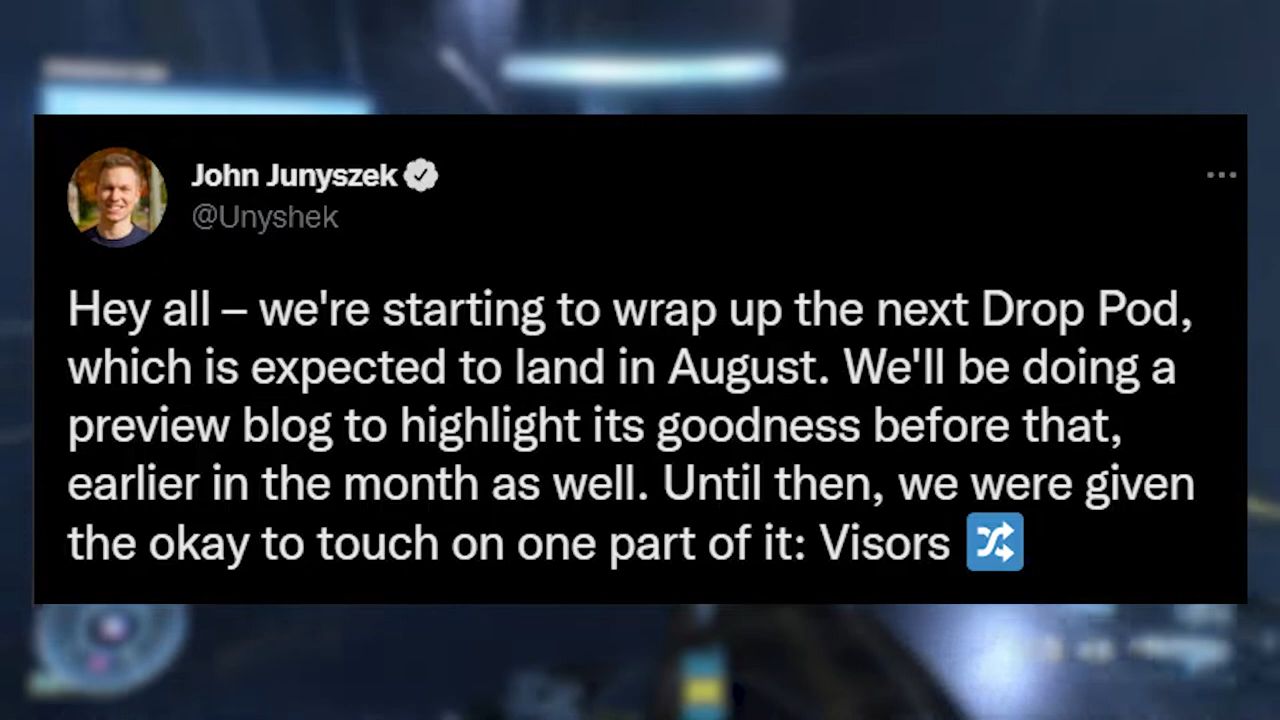 John Junyszek
@Unyshek
Hey all – we're starting to wrap up the next Drop Pod,
which is expected to land in August. We'll be doing a
preview blog to highlight its goodness before that,
earlier in the month as well. Until then, we were given
the okay to touch on one part of it: Visors 🔀